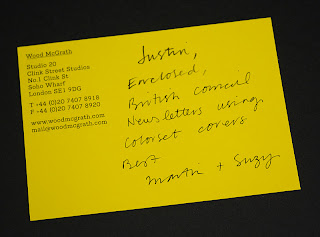 Wood McGrath
Studio 20
Clink Street Studios
No.1 Clink St
Soho Wharf
London SE1 9DG
T +44 (0)20 7407 8918
F +44 (0)20 7407 8920
www.woodmcgrath.com
mail@woodmcgrath.com
Justin,
Enclosed,
British Council
Newsletters using
Colorset covers
Best
Martin + Suzy